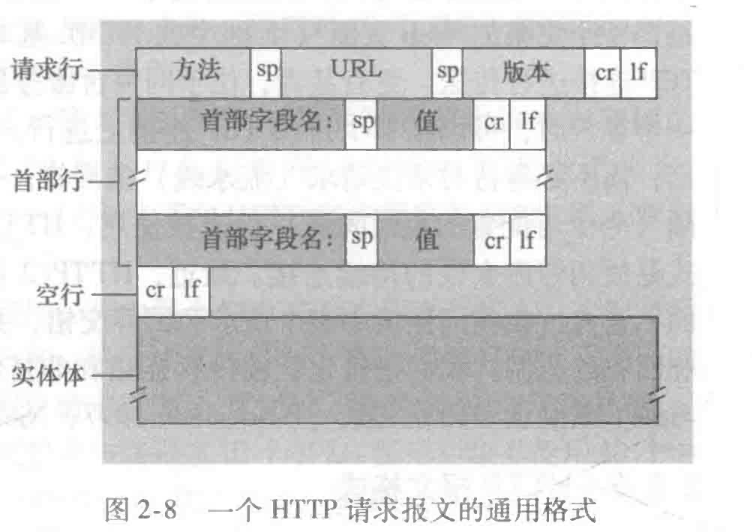 请求行 方法 sp URL sp 版本 cr lf
首部字段名: sp 值 cr lf
首部行
首部字段名: sp 值 cr lf
空行 cr lf
实体体
图 2-8 一个 HTTP 请求报文的通用格式